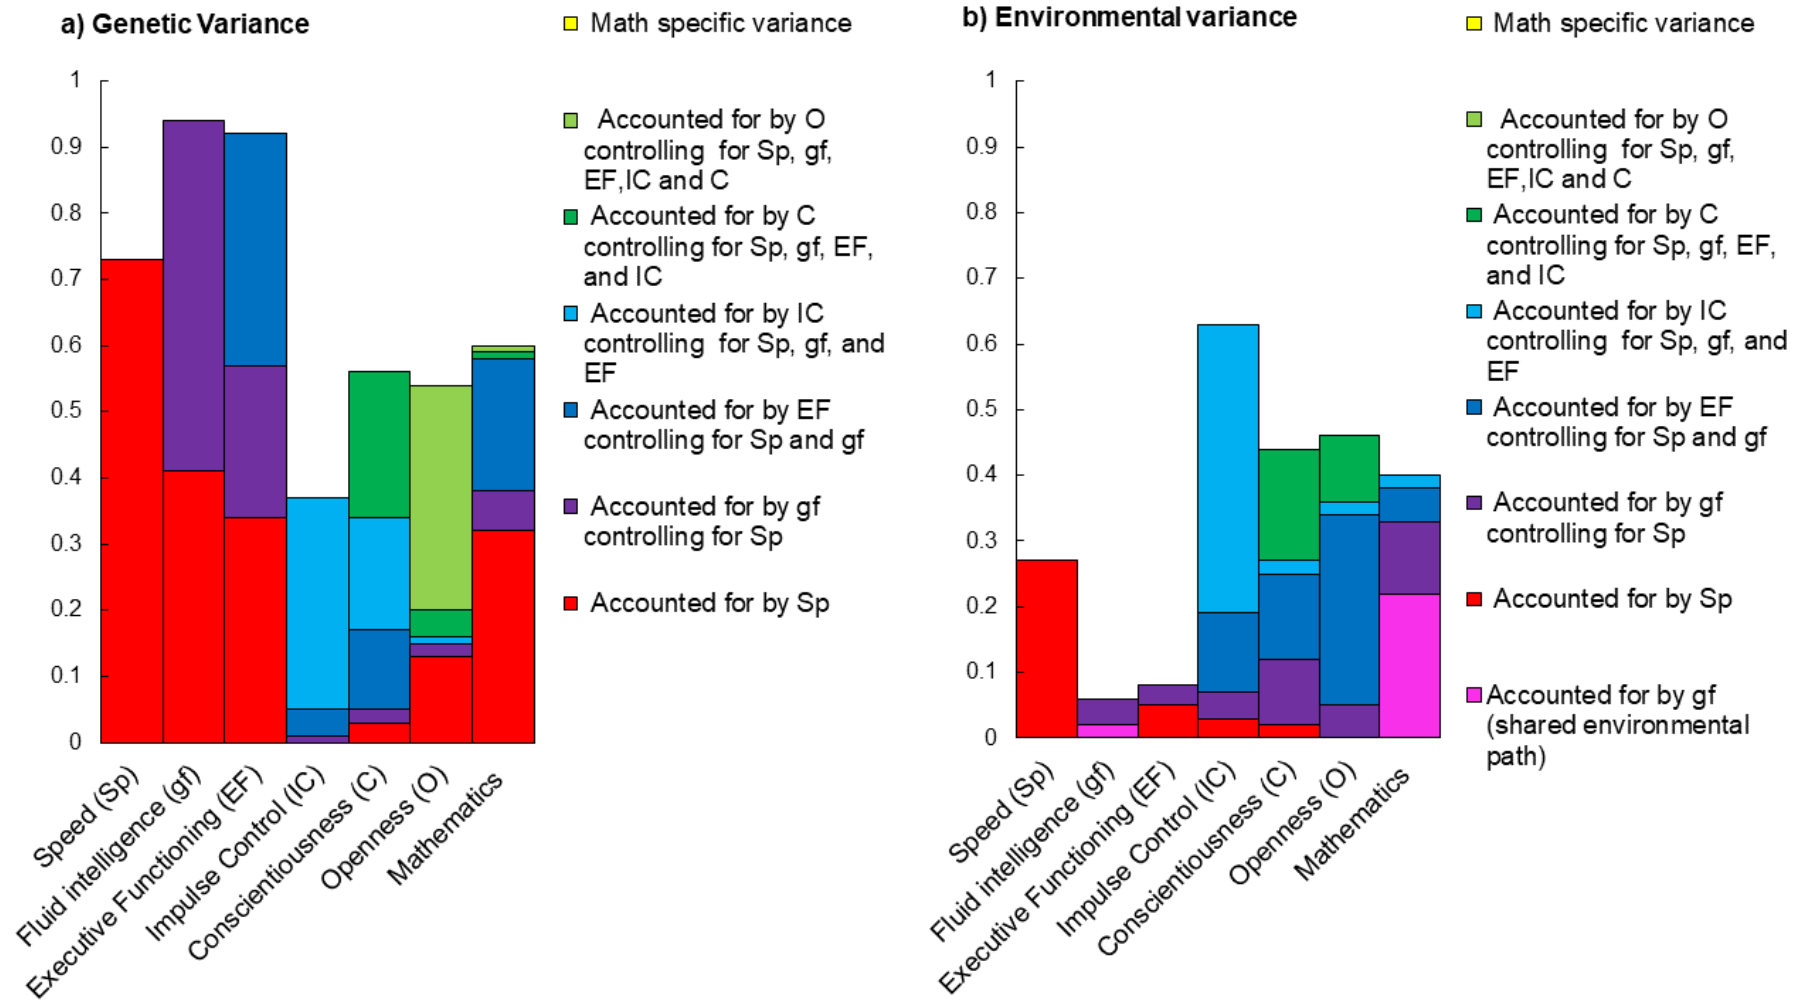 a) Genetic Variance
1
0.9
0.8
0.7
0.6
0.5
0.4
0.3
0.2
0.1
0
Speed (Sp)
Fluid intelligence (gf)
Executive Functioning (EF)
Impulse Control (IC)
Conscientiousness (C)
Openness (O)
Mathematics
Math specific variance
Accounted for by O
controlling for Sp, gf,
EF,IC and C
Accounted for by C
controlling for Sp, gf, EF,
and IC
Accounted for by IC
controlling for Sp, gf, and
EF
Accounted for by EF
controlling for Sp and gf
Accounted for by gf
controlling for Sp
Accounted for by Sp
b) Environmental variance
1
0.9
0.8
0.7
0.6
0.5
0.4
0.3
0.2
0.1
0
Speed (Sp)
Fluid intelligence (gf)
Executive Functioning (EF)
Impulse Control (IC)
Conscientiousness (C)
Openness (O)
Mathematics
Math specific variance
Accounted for by O
controlling for Sp, gf,
EF,IC and C
Accounted for by C
controlling for Sp, gf, EF,
and IC
Accounted for by IC
controlling for Sp, gf, and
EF
Accounted for by EF
controlling for Sp and gf
Accounted for by gf
controlling for Sp
Accounted for by Sp
Accounted for by gf
(shared environmental
path)